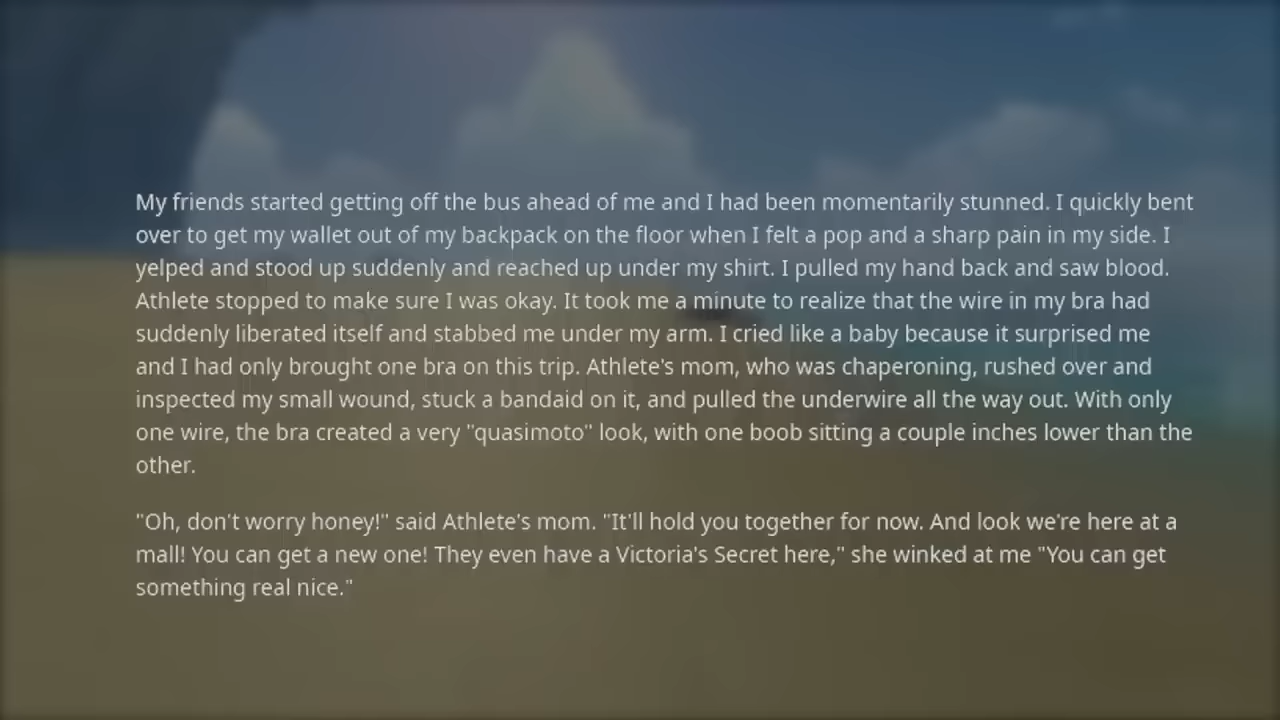 My friends started getting off the bus ahead of me and I had been momentarily stunned. I quickly bent
over to get my wallet out of my backpack on the floor when I felt a pop and a sharp pain in my side. I
yelped and stood up suddenly and reached up under my shirt. I pulled my hand back and saw blood.
Athlete stopped to make sure I was okay. It took me a minute to realize that the wire in my bra had
suddenly liberated itself and stabbed me under my arm. I cried like a baby because it surprised me
and I had only brought one bra on this trip. Athlete's mom, who was chaperoning, rushed over and
inspected my small wound, stuck a bandaid on it, and pulled the underwire all the way out. With only
one wire, the bra created a very "quasimoto" look, with one boob sitting a couple inches lower than the
other.
"Oh, don't worry honey!" said Athlete's mom. "It'll hold you together for now. And look we're here at a
mall! You can get a new one! They even have a Victoria's Secret here," she winked at me "You can get
something real nice."